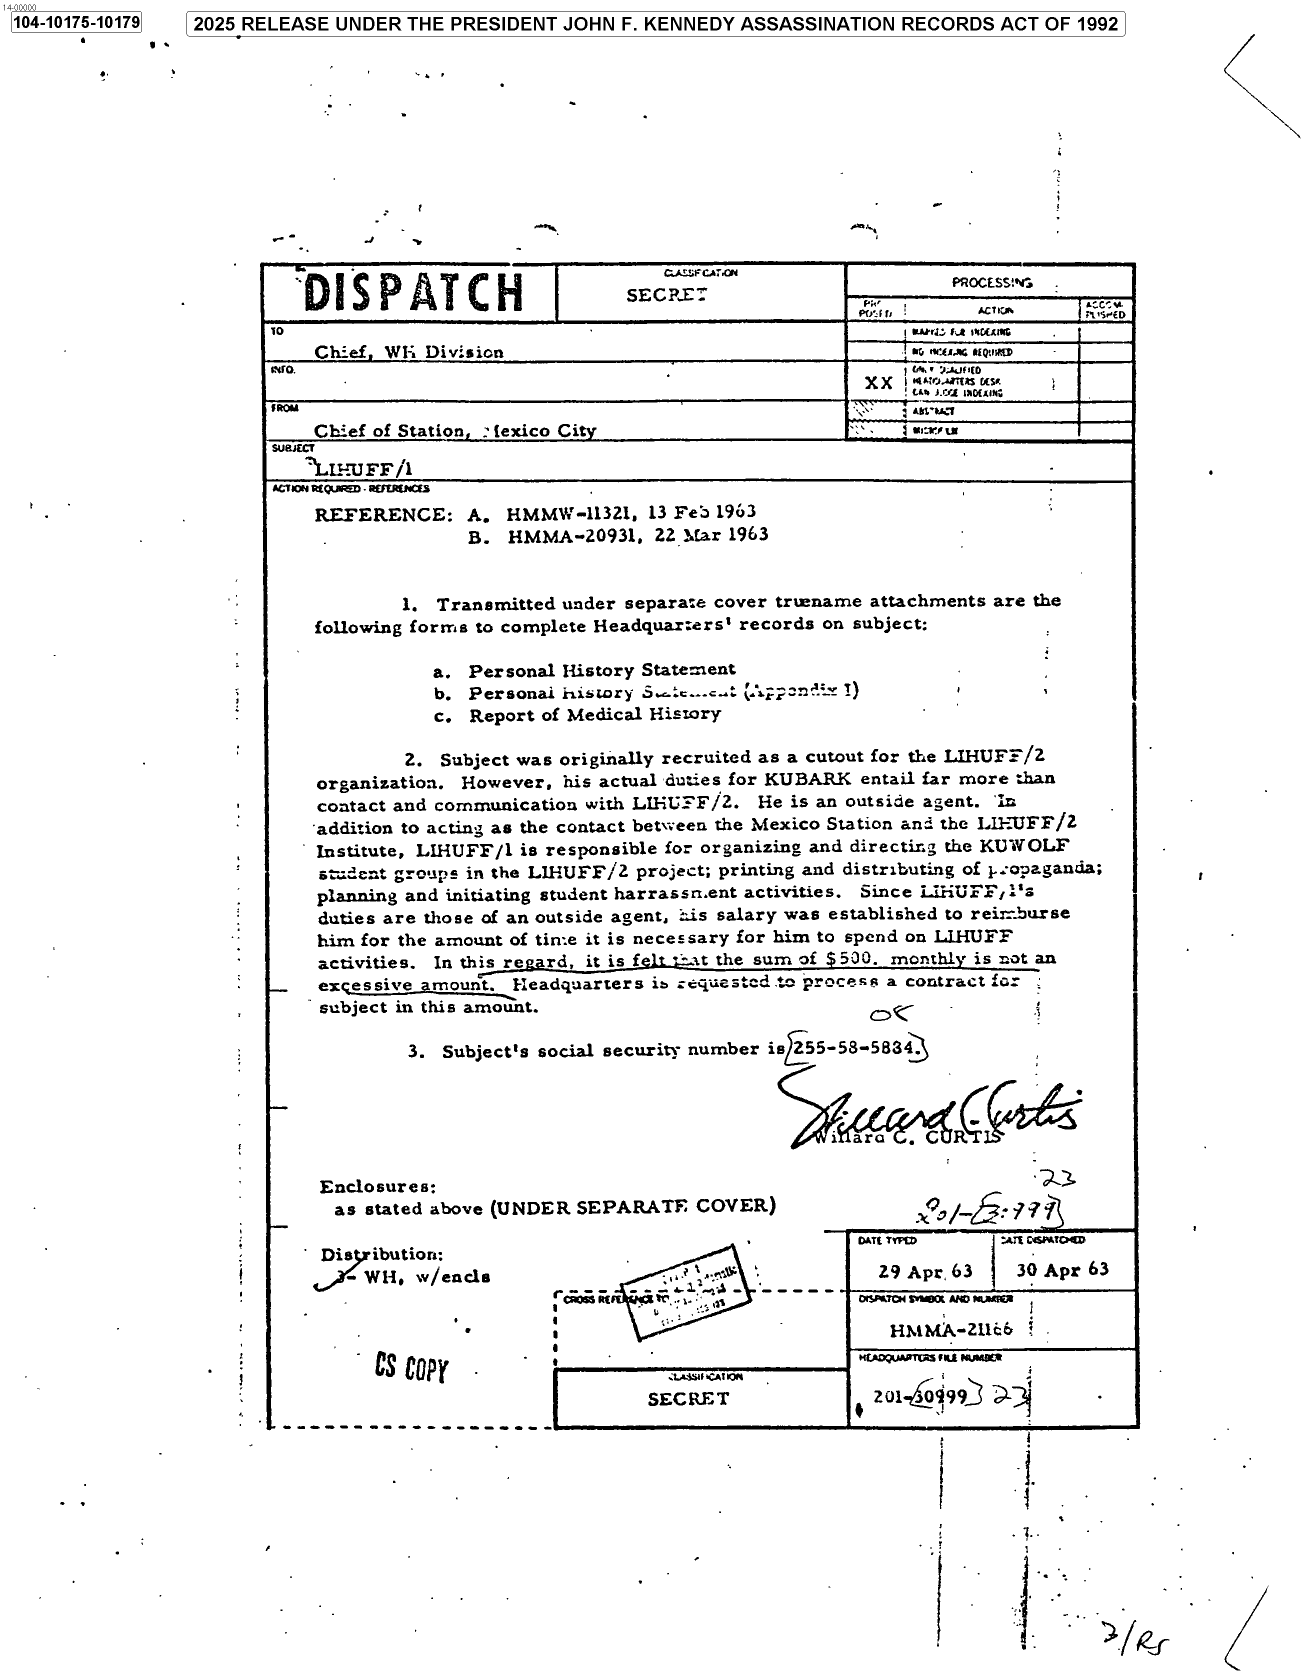 14-00000
104-10175-10179
2025 RELEASE UNDER THE PRESIDENT JOHN F. KENNEDY ASSASSINATION RECORDS ACT OF 1992
DISPATCH
CLASSIFICATION
SECRET
PROCESSING
ACTION
ACCOM-
PLISHED
TO
Chief, WH Division
MARKED FOR INDEXING
NO INDEXING REQUIRED
INFO.
XX
ONLY QUALIFIED
HEADQUARTERS DESK
CAN JUDGE INDEXING
FROM
Chief of Station, Mexico City
ABSTRACT
MICROFILM
SUBJECT
LIHUFF/1
ACTION REQUIRED - REFERENCES
REFERENCE: A. HMMW-11321, 13 Feb 1963
B. HMMA-20931, 22 Mar 1963
1. Transmitted under separate cover truename attachments are the
following forms to complete Headquarters' records on subject:
a. Personal History Statement
b. Personal History Statement (Appendix I)
c. Report of Medical History
2. Subject was originally recruited as a cutout for the LIHUFF/2
organization. However, his actual duties for KUBARK entail far more than
contact and communication with LIHUFF/2. He is an outside agent. In
addition to acting as the contact between the Mexico Station and the LIHUFF/2
Institute, LIHUFF/1 is responsible for organizing and directing the KUWOLF
student groups in the LIHUFF/2 project; printing and distributing of propaganda;
planning and initiating student harrassment activities. Since LIHUFF/1's
duties are those of an outside agent, his salary was established to reimburse
him for the amount of time it is necessary for him to spend on LIHUFF
activities. In this regard, it is felt that the sum of $500. monthly is not an
excessive amount. Headquarters is requested to process a contract for
subject in this amount.
08
3. Subject's social security number is 255-58-5834.
Willard C. Curtis
Willard C. CURTIS
Enclosures:
as stated above (UNDER SEPARATE COVER)
23
201-
Distribution:
3- WH, w/encls
DATE TYPED
29 Apr 63
DATE DISPATCHED
30 Apr 63
CROSS REFERENCE TO
DISPATCH SYMBOL AND NUMBER
HMMA-21166
CS COPY
CLASSIFICATION
SECRET
HEADQUARTERS FILE NUMBER
201-30999 23
3/RS